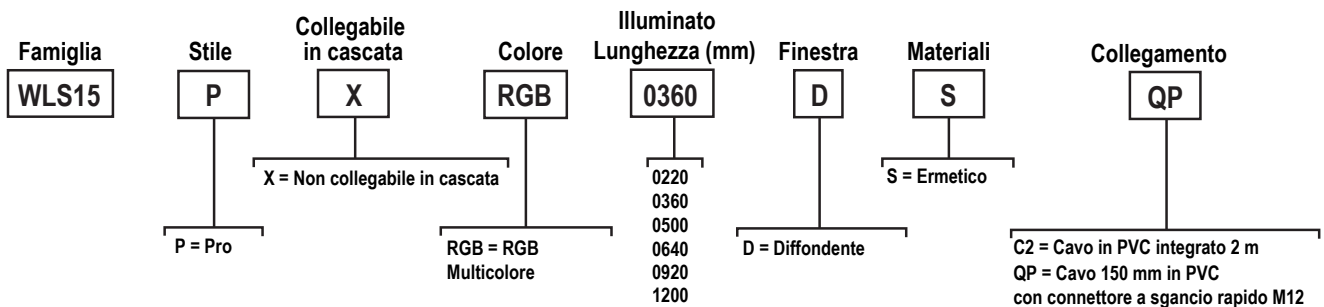 Famiglia
WLS15
Stile
P
P = Pro
Collegabile
in cascata
X
X = Non collegabile in cascata
Colore
RGB
RGB = RGB
Multicolore
Illuminato
Lunghezza (mm)
0360
0220
0360
0500
0640
0920
1200
Finestra
D
D = Diffondente
Materiali
S
S = Ermetico
Collegamento
QP
C2 = Cavo in PVC integrato 2 m
QP = Cavo 150 mm in PVC
con connettore a sgancio rapido M12